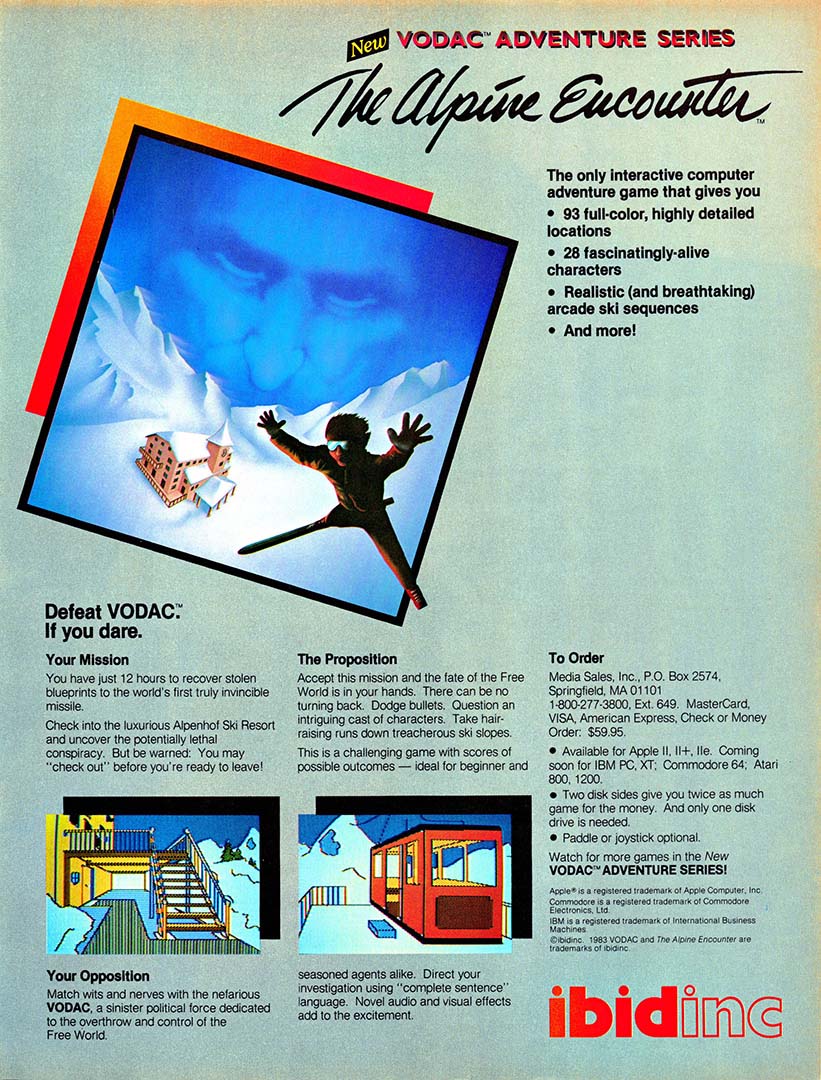 New VODAC™ ADVENTURE SERIES
The Alpine Encounter™
The only interactive computer
adventure game that gives you
• 93 full-color, highly detailed
locations
• 28 fascinatingly-alive
characters
• Realistic (and breathtaking)
arcade ski sequences
• And more!
Defeat VODAC.™
If you dare.
Your Mission
You have just 12 hours to recover stolen
blueprints to the world's first truly invincible
missile.
Check into the luxurious Alpenhof Ski Resort
and uncover the potentially lethal
conspiracy. But be warned: You may
"check out" before you're ready to leave!
Your Opposition
Match wits and nerves with the nefarious
VODAC, a sinister political force dedicated
to the overthrow and control of the
Free World.
The Proposition
Accept this mission and the fate of the Free
World is in your hands. There can be no
turning back. Dodge bullets. Question an
intriguing cast of characters. Take hair-
raising runs down treacherous ski slopes.
This is a challenging game with scores of
possible outcomes — ideal for beginner and
seasoned agents alike. Direct your
investigation using "complete sentence"
language. Novel audio and visual effects
add to the excitement.
To Order
Media Sales, Inc., P.O. Box 2574,
Springfield, MA 01101
1-800-277-3800, Ext. 649. MasterCard,
VISA, American Express, Check or Money
Order: $59.95.
• Available for Apple II, II+, IIe. Coming
soon for IBM PC, XT; Commodore 64; Atari
800, 1200.
• Two disk sides give you twice as much
game for the money. And only one disk
drive is needed.
• Paddle or joystick optional.
Watch for more games in the New
VODAC™ ADVENTURE SERIES!
Apple® is a registered trademark of Apple Computer, Inc.
Commodore is a registered trademark of Commodore
Electronics, Ltd.
IBM is a registered trademark of International Business
Machines.
©ibidinc. 1983 VODAC and The Alpine Encounter are
trademarks of ibidinc.
ibidinc